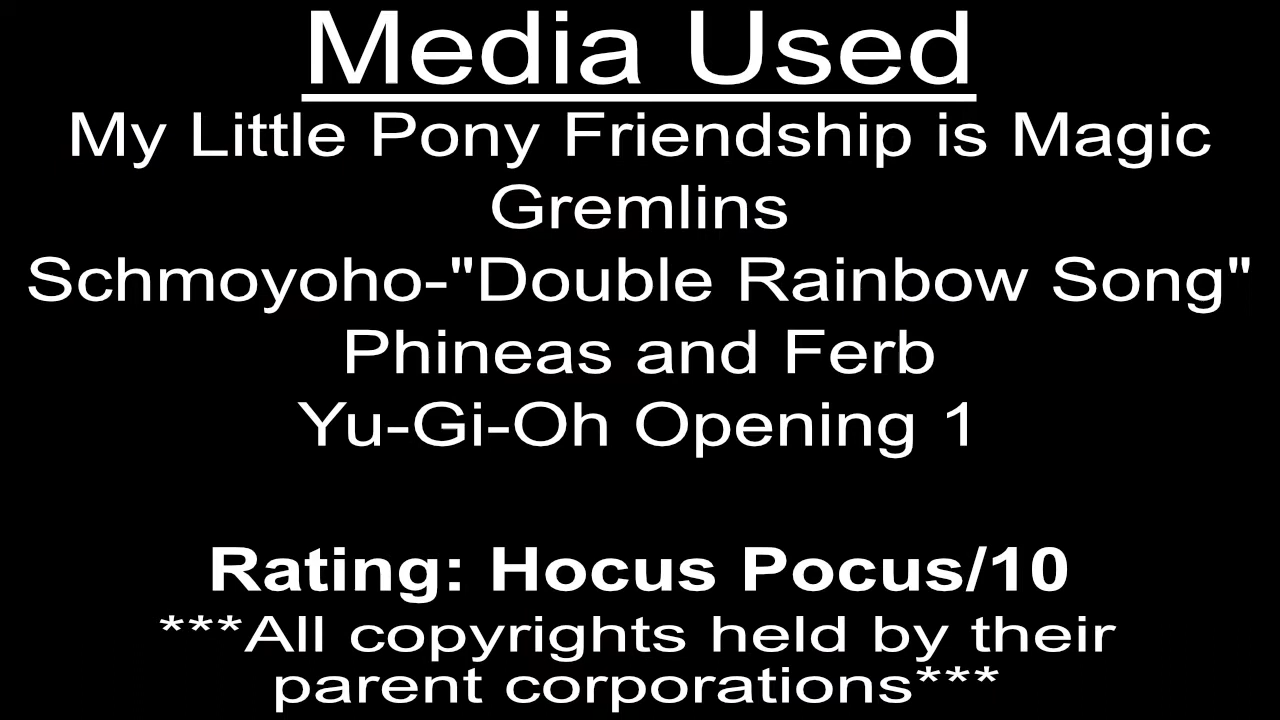 Media Used
My Little Pony Friendship is Magic
Gremlins
Schmoyoho-"Double Rainbow Song"
Phineas and Ferb
Yu-Gi-Oh Opening 1
Rating: Hocus Pocus/10
***All copyrights held by their
parent corporations***